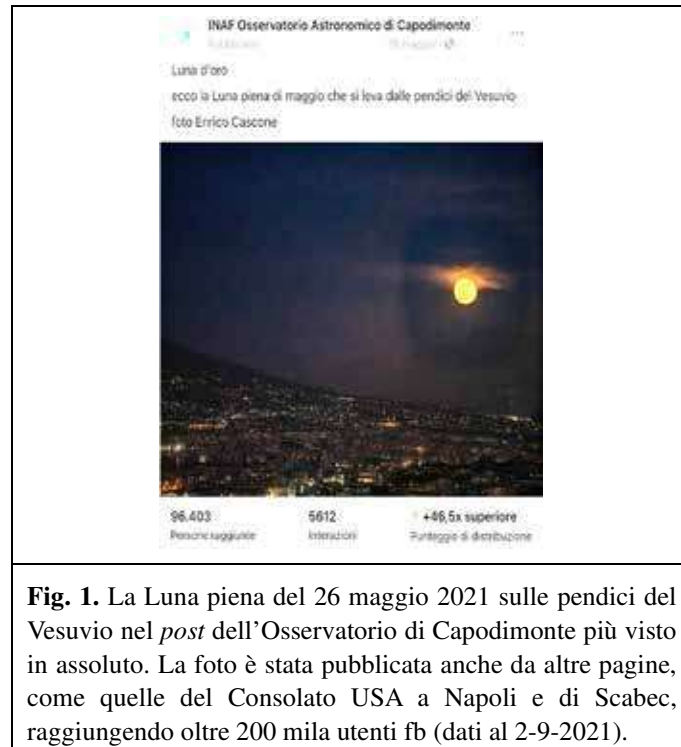 INAF Osservatorio Astronomico di Capodimonte
Luna d'oro
ecco la Luna piena di maggio che si leva dalle pendici del Vesuvio
foto Enrico Cascone
96.403 5612 +46,5x superiore
Persone raggiunte Interazioni Punteggio di distribuzione
Fig. 1. La Luna piena del 26 maggio 2021 sulle pendici del
Vesuvio nel post dell'Osservatorio di Capodimonte più visto
in assoluto. La foto è stata pubblicata anche da altre pagine,
come quelle del Consolato USA a Napoli e di Scabec,
raggiungendo oltre 200 mila utenti fb (dati al 2-9-2021).